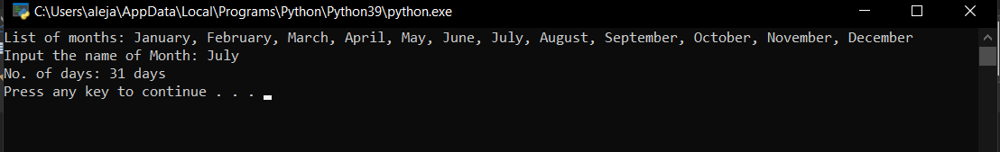 C:\Users\aleja\AppData\Local\Programs\Python\Python39\python.exe
List of months: January, February, March, April, May, June, July, August, September, October, November, December
Input the name of Month: July
No. of days: 31 days
Press any key to continue . . .